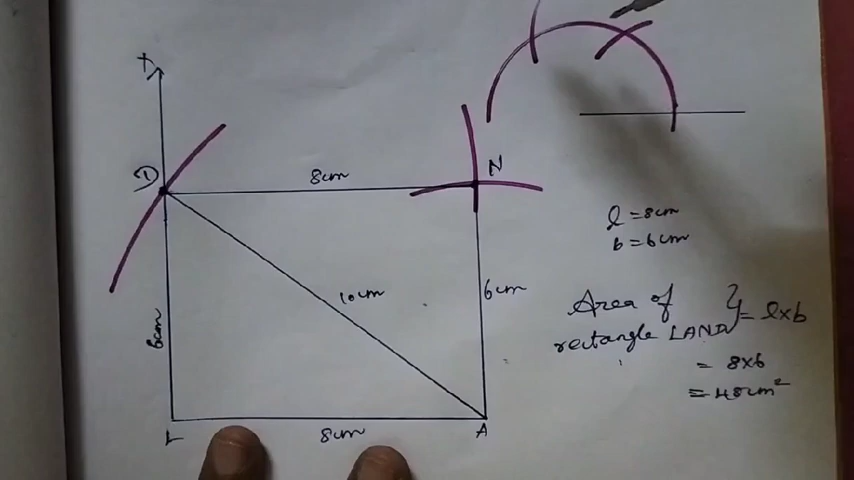 X
D
8cm
N
10cm
6cm
6cm
L
8cm
A
l = 8cm
b = 6cm
Area of
rectangle LAND } = l×b
= 8×6
= 48cm²